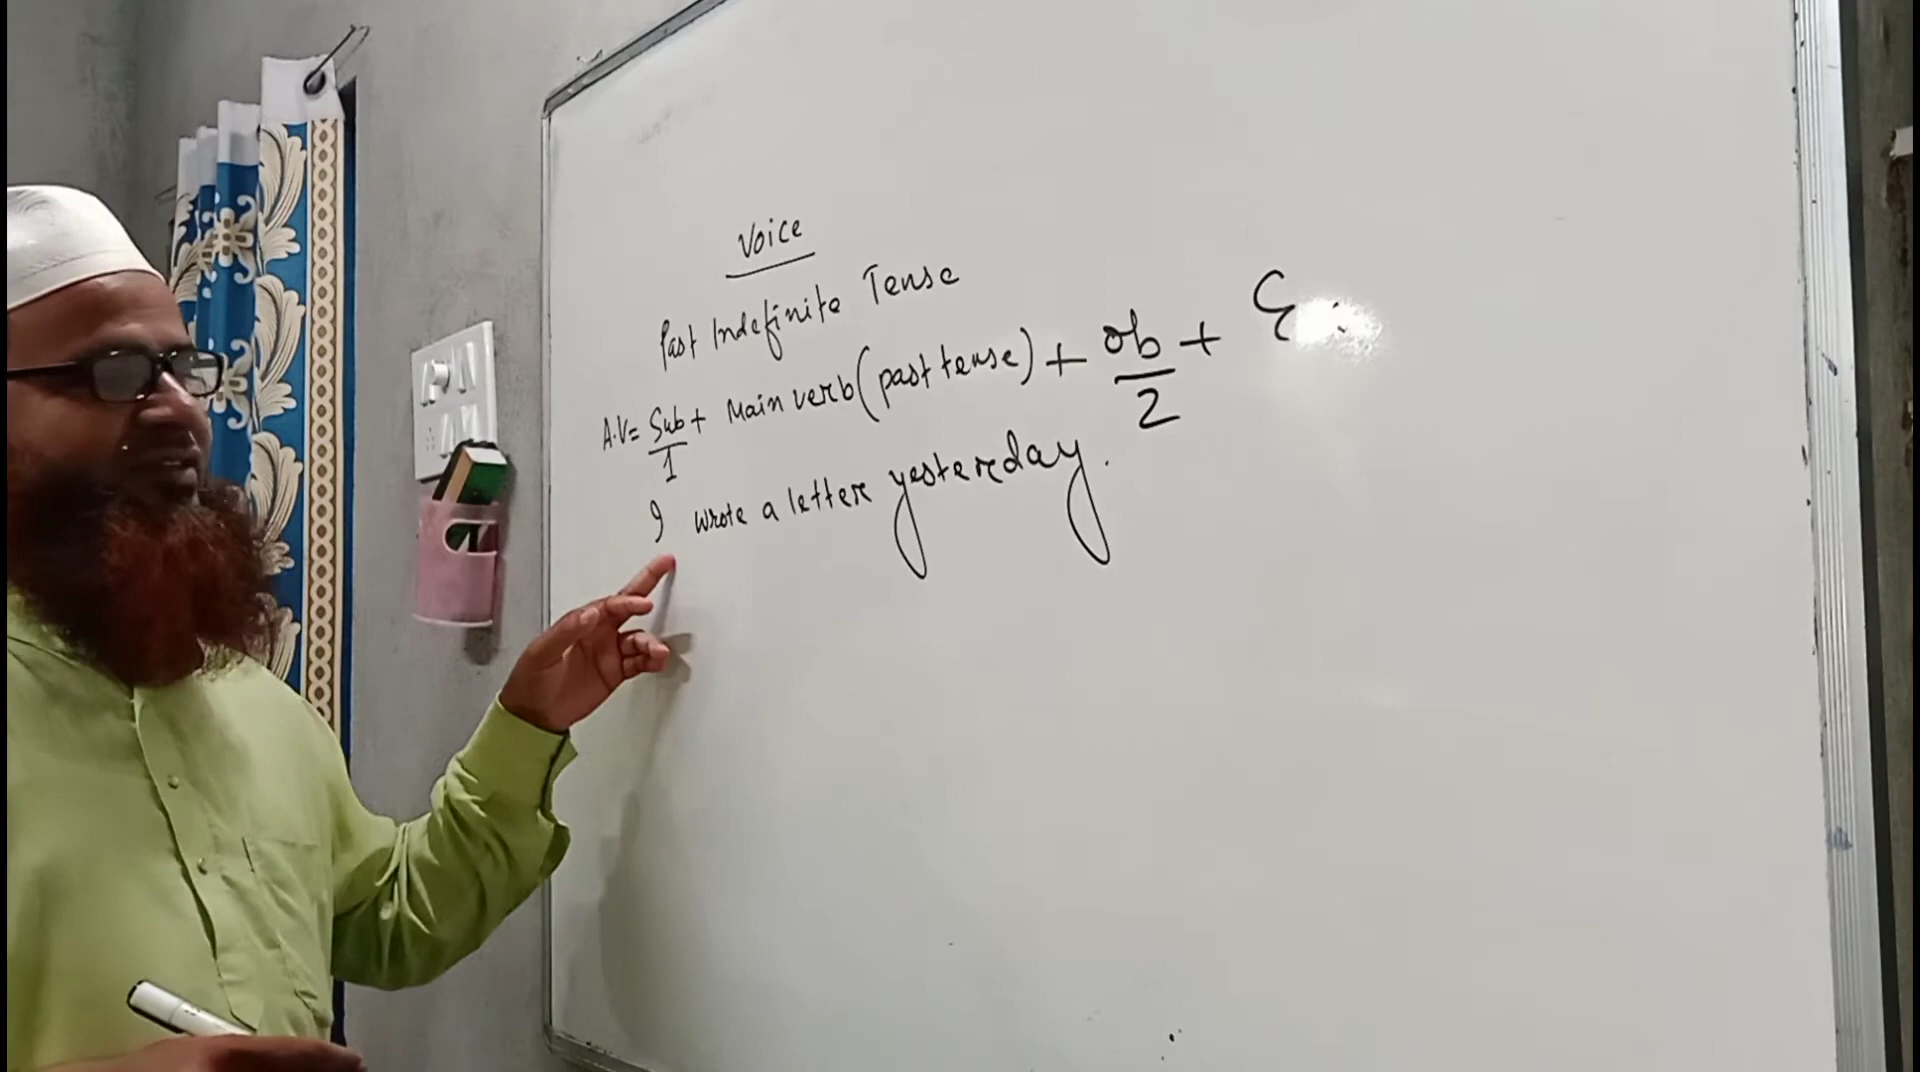 Voice
Past Indefinite Tense
A.V= Sub/1 + Main verb (past tense) + ob/2 + ε.
I wrote a letter yesterday.